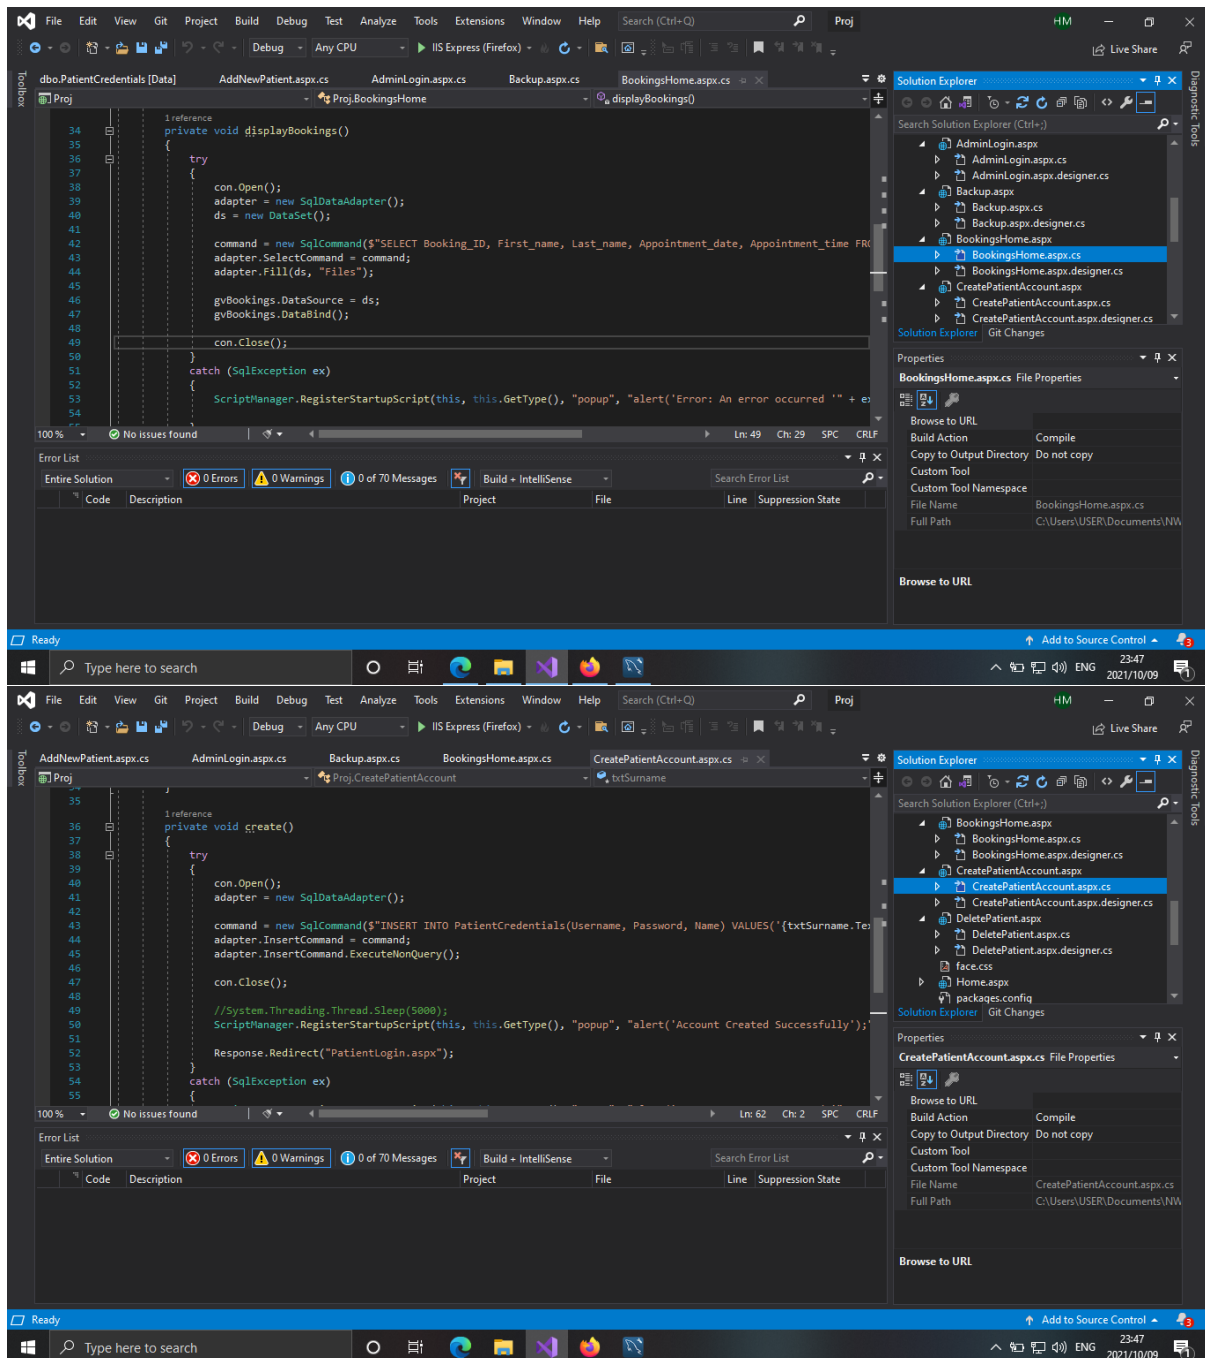 File Edit View Git Project Build Debug Test Analyze Tools Extensions Window Help Search (Ctrl+Q) Proj HM
Debug Any CPU IIS Express (Firefox) Live Share
Toolbox
dbo.PatientCredentials [Data] AddNewPatient.aspx.cs AdminLogin.aspx.cs Backup.aspx.cs BookingsHome.aspx.cs
Proj Proj.BookingsHome displayBookings()
1 reference
34 private void displayBookings()
35 {
36 try
37 {
38 con.Open();
39 adapter = new SqlDataAdapter();
40 ds = new DataSet();
41
42 command = new SqlCommand($"SELECT Booking_ID, First_name, Last_name, Appointment_date, Appointment_time FRO
43 adapter.SelectCommand = command;
44 adapter.Fill(ds, "Files");
45
46 gvBookings.DataSource = ds;
47 gvBookings.DataBind();
48
49 con.Close();
50 }
51 catch (SqlException ex)
52 {
53 ScriptManager.RegisterStartupScript(this, this.GetType(), "popup", "alert('Error: An error occurred '" + ex
54
100 % No issues found Ln: 49 Ch: 29 SPC CRLF
Error List
Entire Solution 0 Errors 0 Warnings 0 of 70 Messages Build + IntelliSense Search Error List
Code Description Project File Line Suppression State
Solution Explorer
Search Solution Explorer (Ctrl+;)
AdminLogin.aspx
AdminLogin.aspx.cs
AdminLogin.aspx.designer.cs
Backup.aspx
Backup.aspx.cs
Backup.aspx.designer.cs
BookingsHome.aspx
BookingsHome.aspx.cs
BookingsHome.aspx.designer.cs
CreatePatientAccount.aspx
CreatePatientAccount.aspx.cs
CreatePatientAccount.aspx.designer.cs
Solution Explorer Git Changes
Properties
BookingsHome.aspx.cs File Properties
Browse to URL
Build Action Compile
Copy to Output Directory Do not copy
Custom Tool
Custom Tool Namespace
File Name BookingsHome.aspx.cs
Full Path C:\Users\USER\Documents\NW
Browse to URL
Diagnostic Tools
Ready Add to Source Control 3
Type here to search ENG 23:47
2021/10/09 1
File Edit View Git Project Build Debug Test Analyze Tools Extensions Window Help Search (Ctrl+Q) Proj HM
Debug Any CPU IIS Express (Firefox) Live Share
Toolbox
AddNewPatient.aspx.cs AdminLogin.aspx.cs Backup.aspx.cs BookingsHome.aspx.cs CreatePatientAccount.aspx.cs
Proj Proj.CreatePatientAccount txtSurname
34 }
35
1 reference
36 private void create()
37 {
38 try
39 {
40 con.Open();
41 adapter = new SqlDataAdapter();
42
43 command = new SqlCommand($"INSERT INTO PatientCredentials(Username, Password, Name) VALUES('{txtSurname.Tex
44 adapter.InsertCommand = command;
45 adapter.InsertCommand.ExecuteNonQuery();
46
47 con.Close();
48
49 //System.Threading.Thread.Sleep(5000);
50 ScriptManager.RegisterStartupScript(this, this.GetType(), "popup", "alert('Account Created Successfully');"
51
52 Response.Redirect("PatientLogin.aspx");
53 }
54 catch (SqlException ex)
55 {
100 % No issues found Ln: 62 Ch: 2 SPC CRLF
Error List
Entire Solution 0 Errors 0 Warnings 0 of 70 Messages Build + IntelliSense Search Error List
Code Description Project File Line Suppression State
Solution Explorer
Search Solution Explorer (Ctrl+;)
BookingsHome.aspx
BookingsHome.aspx.cs
BookingsHome.aspx.designer.cs
CreatePatientAccount.aspx
CreatePatientAccount.aspx.cs
CreatePatientAccount.aspx.designer.cs
DeletePatient.aspx
DeletePatient.aspx.cs
DeletePatient.aspx.designer.cs
face.css
Home.aspx
packages.config
Solution Explorer Git Changes
Properties
CreatePatientAccount.aspx.cs File Properties
Browse to URL
Build Action Compile
Copy to Output Directory Do not copy
Custom Tool
Custom Tool Namespace
File Name CreatePatientAccount.aspx.cs
Full Path C:\Users\USER\Documents\NW
Browse to URL
Diagnostic Tools
Ready Add to Source Control 3
Type here to search ENG 23:47
2021/10/09 1